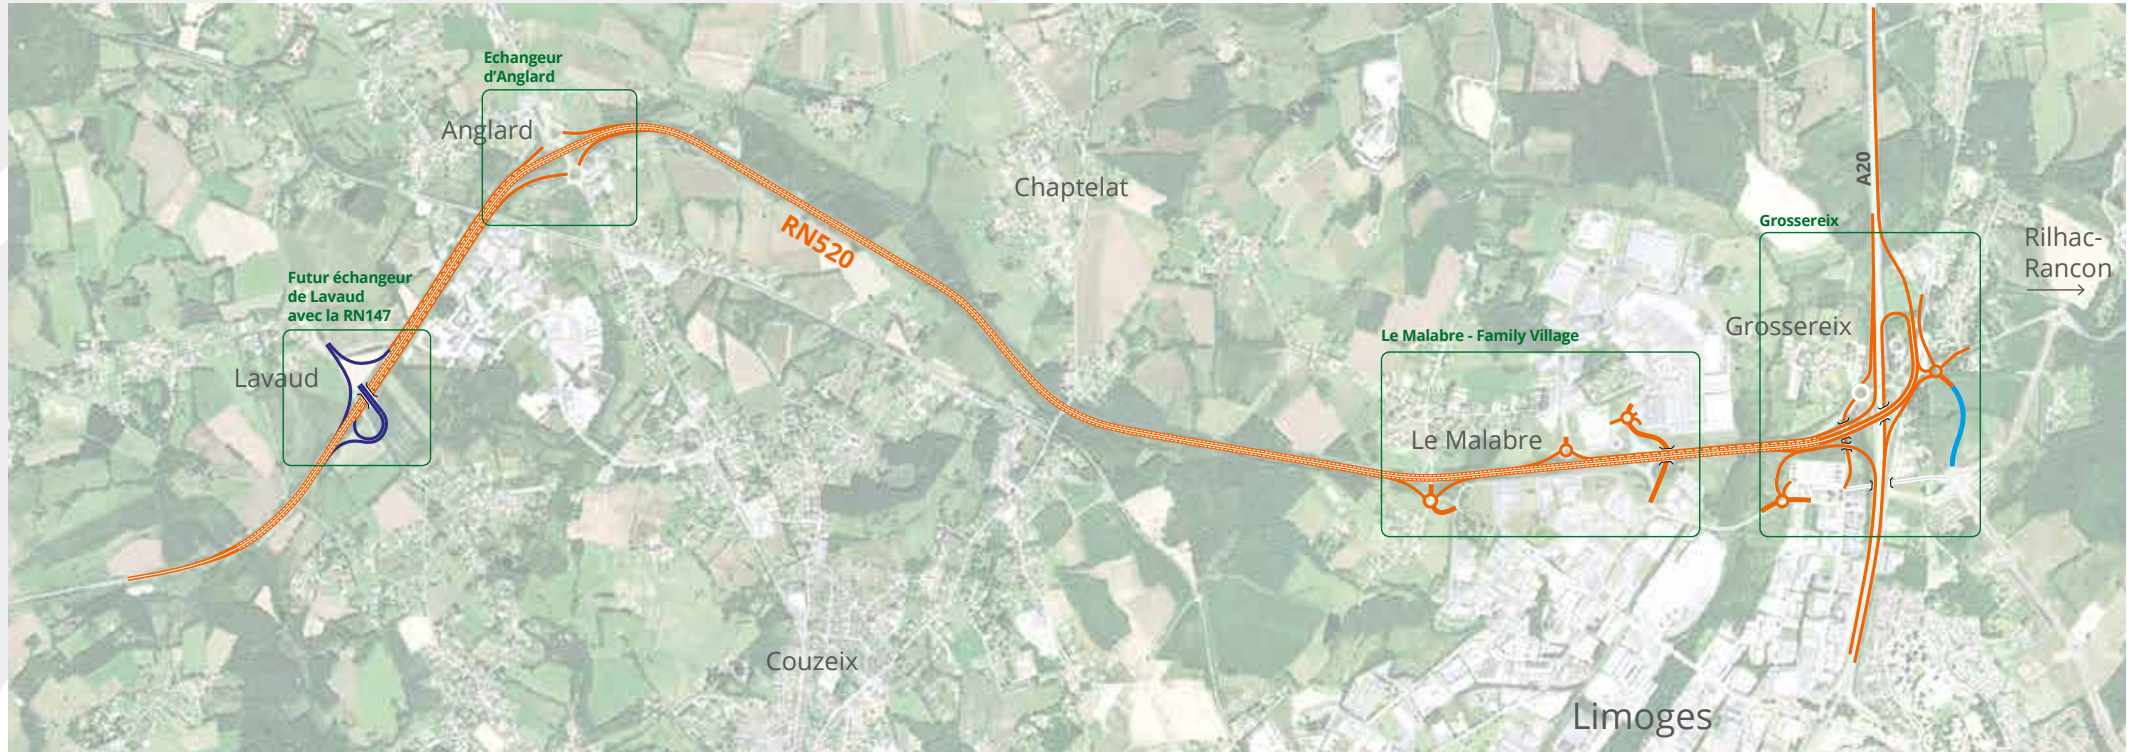 Echangeur
d'Anglard
Anglard
Chaptelat
RN520
A20
Grossereix
Rilhac-
Rancon
Futur échangeur
de Lavaud
avec la RN147
Lavaud
Le Malabre - Family Village
Grossereix
Le Malabre
Couzeix
Limoges